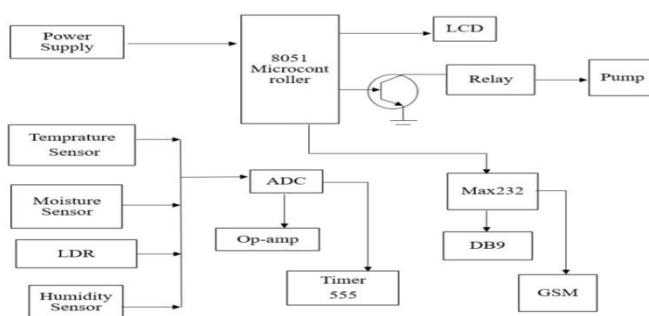 Power
Supply
8051
Microcont
roller
LCD
Relay
Pump
Temprature
Sensor
Moisture
Sensor
LDR
Humidity
Sensor
ADC
Op-amp
Timer
555
Max232
DB9
GSM